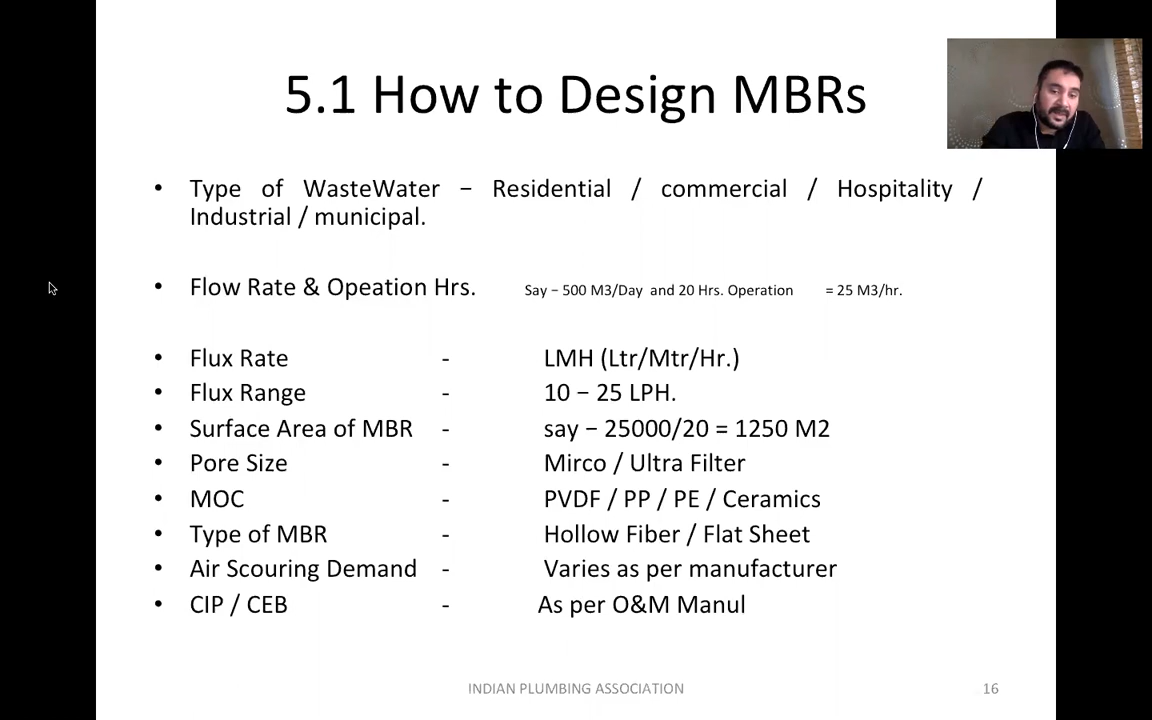 5.1 How to Design MBRs
• Type of WasteWater – Residential / commercial / Hospitality /
Industrial / municipal.
• Flow Rate & Opeation Hrs. Say – 500 M3/Day and 20 Hrs. Operation = 25 M3/hr.
• Flux Rate - LMH (Ltr/Mtr/Hr.)
• Flux Range - 10 – 25 LPH.
• Surface Area of MBR - say – 25000/20 = 1250 M2
• Pore Size - Mirco / Ultra Filter
• MOC - PVDF / PP / PE / Ceramics
• Type of MBR - Hollow Fiber / Flat Sheet
• Air Scouring Demand - Varies as per manufacturer
• CIP / CEB - As per O&M Manul
INDIAN PLUMBING ASSOCIATION 16